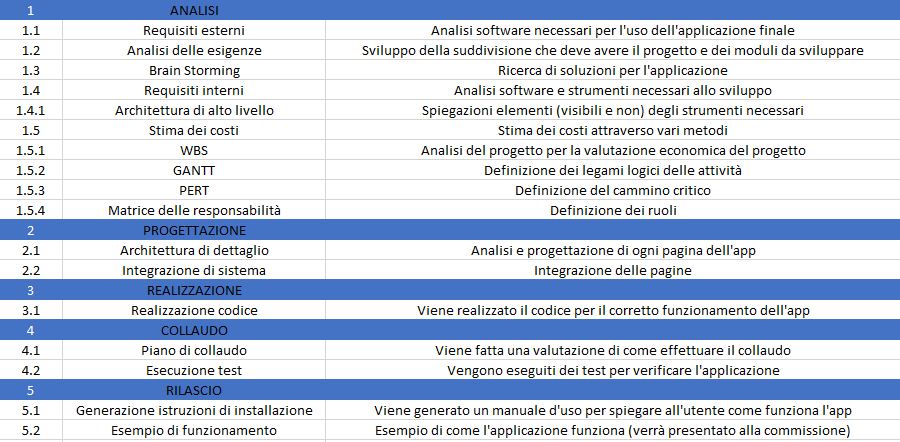 1 ANALISI
1.1 Requisiti esterni Analisi software necessari per l'uso dell'applicazione finale
1.2 Analisi delle esigenze Sviluppo della suddivisione che deve avere il progetto e dei moduli da sviluppare
1.3 Brain Storming Ricerca di soluzioni per l'applicazione
1.4 Requisiti interni Analisi software e strumenti necessari allo sviluppo
1.4.1 Architettura di alto livello Spiegazioni elementi (visibili e non) degli strumenti necessari
1.5 Stima dei costi Stima dei costi attraverso vari metodi
1.5.1 WBS Analisi del progetto per la valutazione economica del progetto
1.5.2 GANTT Definizione dei legami logici delle attività
1.5.3 PERT Definizione del cammino critico
1.5.4 Matrice delle responsabilità Definizione dei ruoli
2 PROGETTAZIONE
2.1 Architettura di dettaglio Analisi e progettazione di ogni pagina dell'app
2.2 Integrazione di sistema Integrazione delle pagine
3 REALIZZAZIONE
3.1 Realizzazione codice Viene realizzato il codice per il corretto funzionamento dell'app
4 COLLAUDO
4.1 Piano di collaudo Viene fatta una valutazione di come effettuare il collaudo
4.2 Esecuzione test Vengono eseguiti dei test per verificare l'applicazione
5 RILASCIO
5.1 Generazione istruzioni di installazione Viene generato un manuale d'uso per spiegare all'utente come funziona l'app
5.2 Esempio di funzionamento Esempio di come l'applicazione funziona (verrà presentato alla commissione)